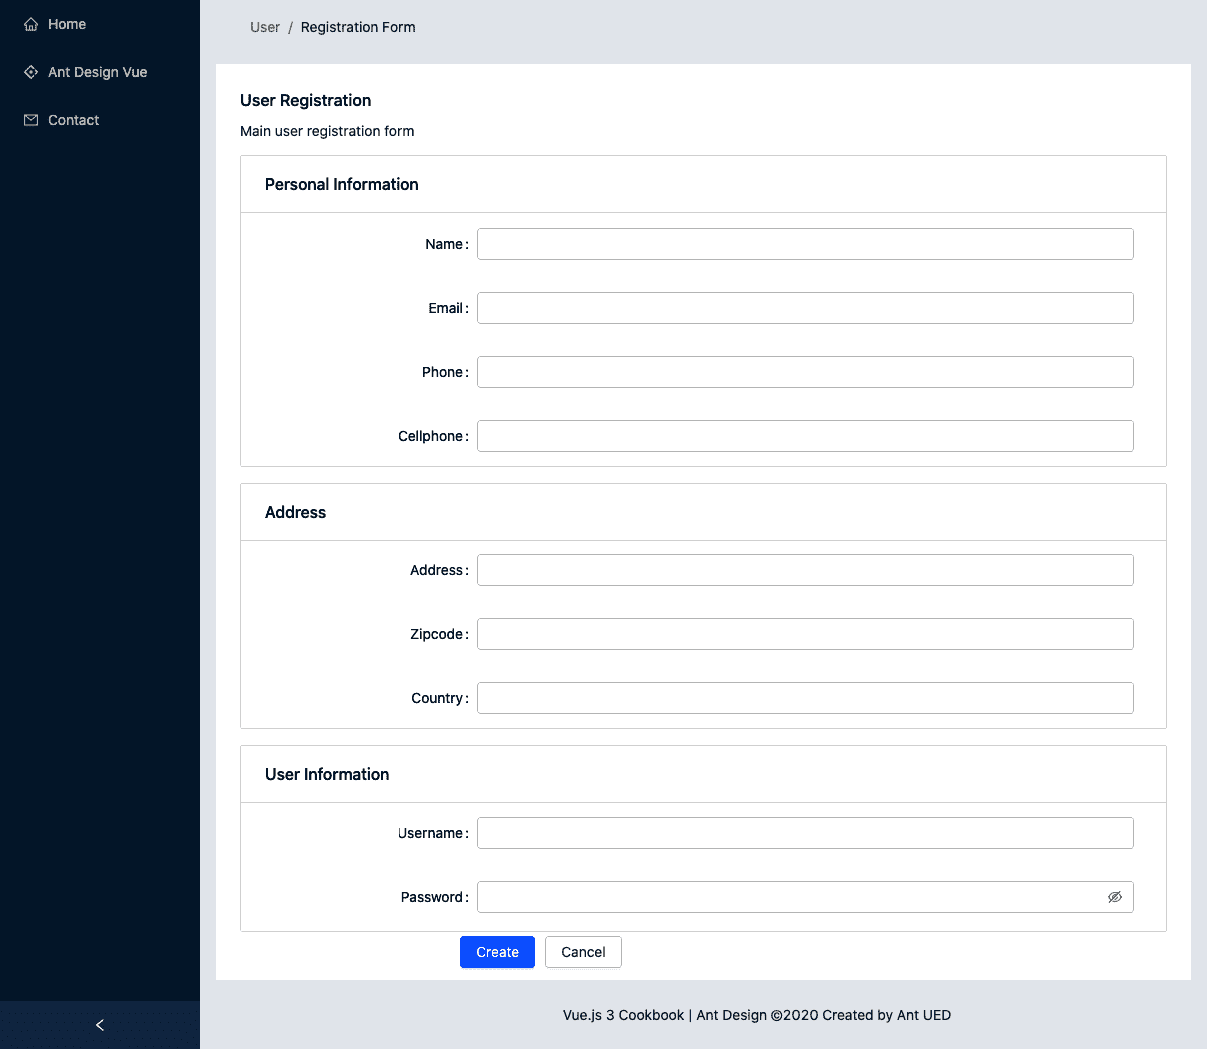 Home
Ant Design Vue
Contact
User / Registration Form
User Registration
Main user registration form
Personal Information
Name :
Email :
Phone :
Cellphone :
Address
Address :
Zipcode :
Country :
User Information
Username :
Password :
Create Cancel
Vue.js 3 Cookbook | Ant Design ©2020 Created by Ant UED